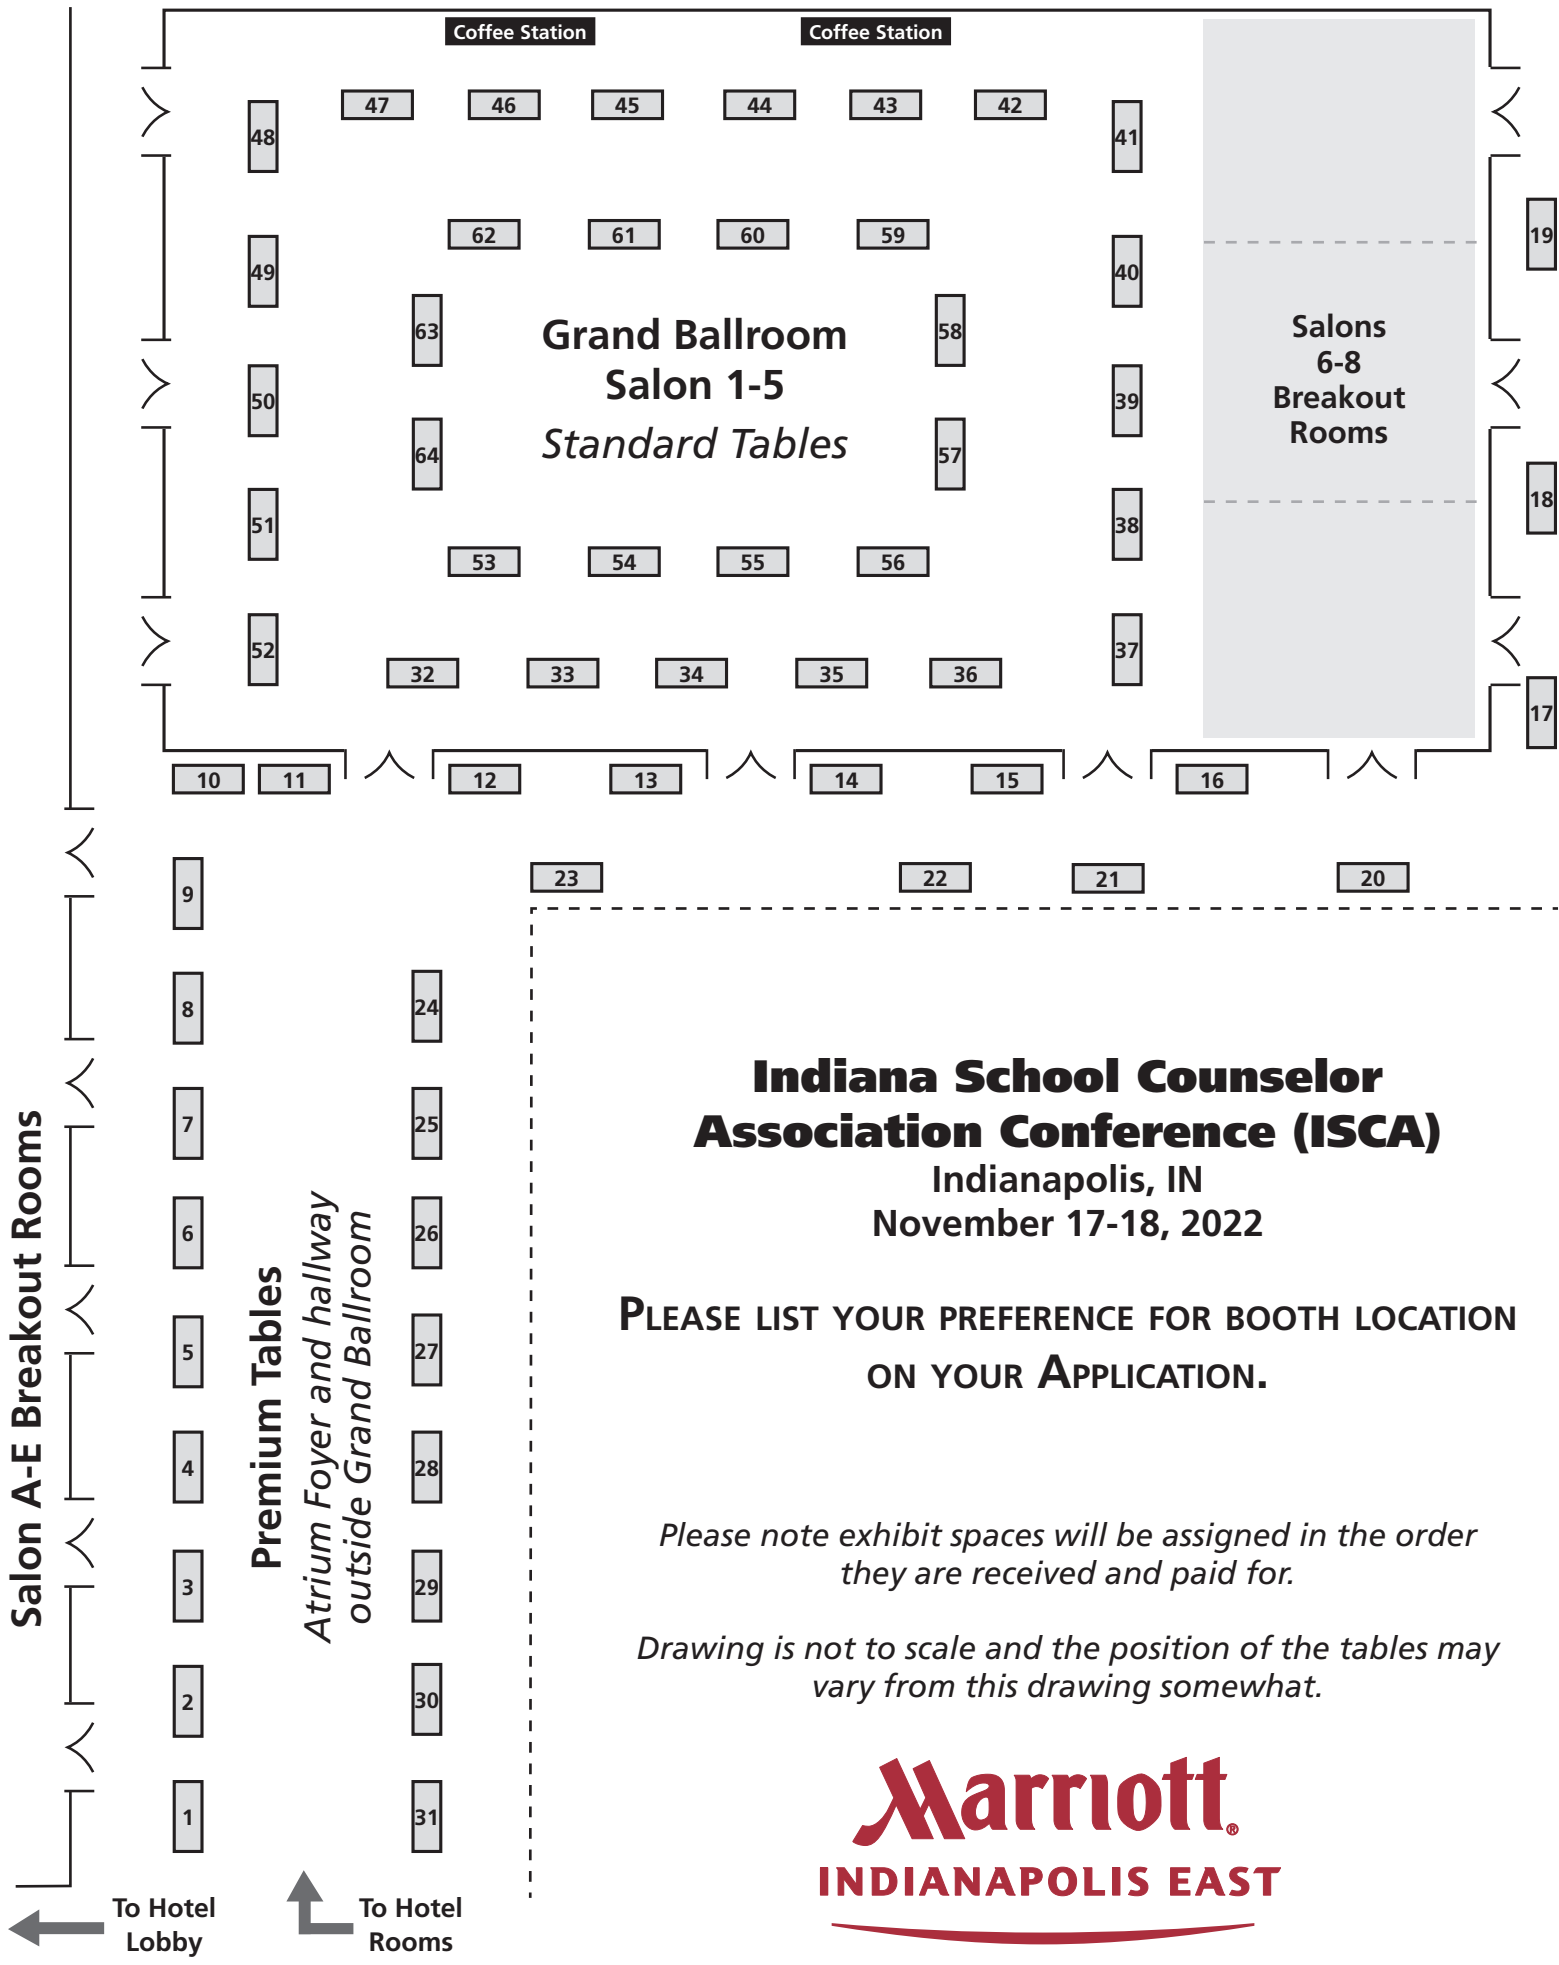 Coffee Station
Coffee Station
47
46
45
44
43
42
48
41
62
61
60
59
19
49
40
63
58
Grand Ballroom
Salon 1-5
Standard Tables
Salons
6-8
Breakout
Rooms
50
39
64
57
51
38
18
53
54
55
56
52
37
32
33
34
35
36
17
10
11
12
13
14
15
16
23
22
21
20
9
8
24
7
25
6
26
5
27
4
28
3
29
2
30
1
31
Salon A-E Breakout Rooms
Premium Tables
Atrium Foyer and hallway
outside Grand Ballroom
Indiana School Counselor
Association Conference (ISCA)
Indianapolis, IN
November 17-18, 2022
PLEASE LIST YOUR PREFERENCE FOR BOOTH LOCATION
ON YOUR APPLICATION.
Please note exhibit spaces will be assigned in the order
they are received and paid for.
Drawing is not to scale and the position of the tables may
vary from this drawing somewhat.
Marriott®
INDIANAPOLIS EAST
To Hotel
Lobby
To Hotel
Rooms